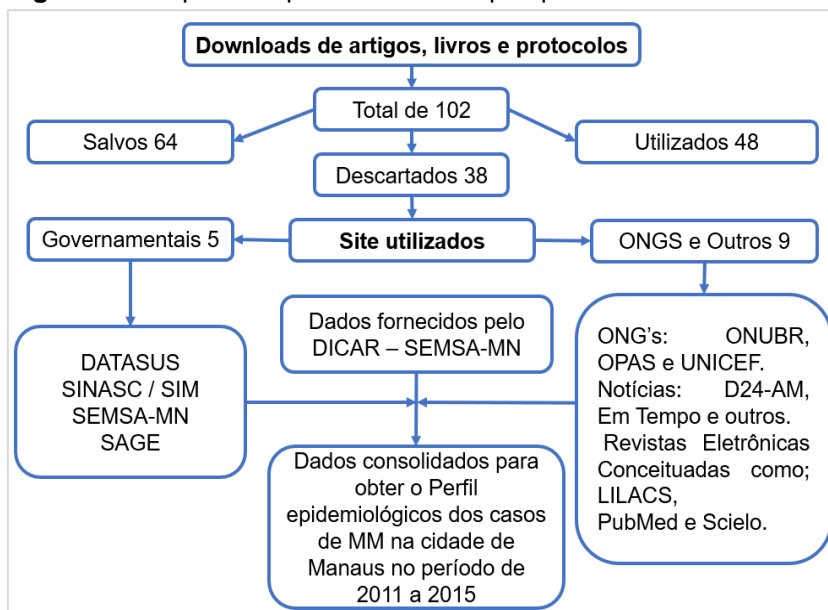 Downloads de artigos, livros e protocolos
Total de 102
Salvos 64
Utilizados 48
Descartados 38
Governamentais 5
Site utilizados
ONGS e Outros 9
Dados fornecidos pelo
DICAR – SEMSA-MN
DATASUS
SINASC / SIM
SEMSA-MN
SAGE
ONG’s: ONUBR,
OPAS e UNICEF.
Notícias: D24-AM,
Em Tempo e outros.
Revistas Eletrônicas
Conceituadas como;
LILACS,
PubMed e Scielo.
Dados consolidados para
obter o Perfil
epidemiológicos dos casos
de MM na cidade de
Manaus no período de
2011 a 2015